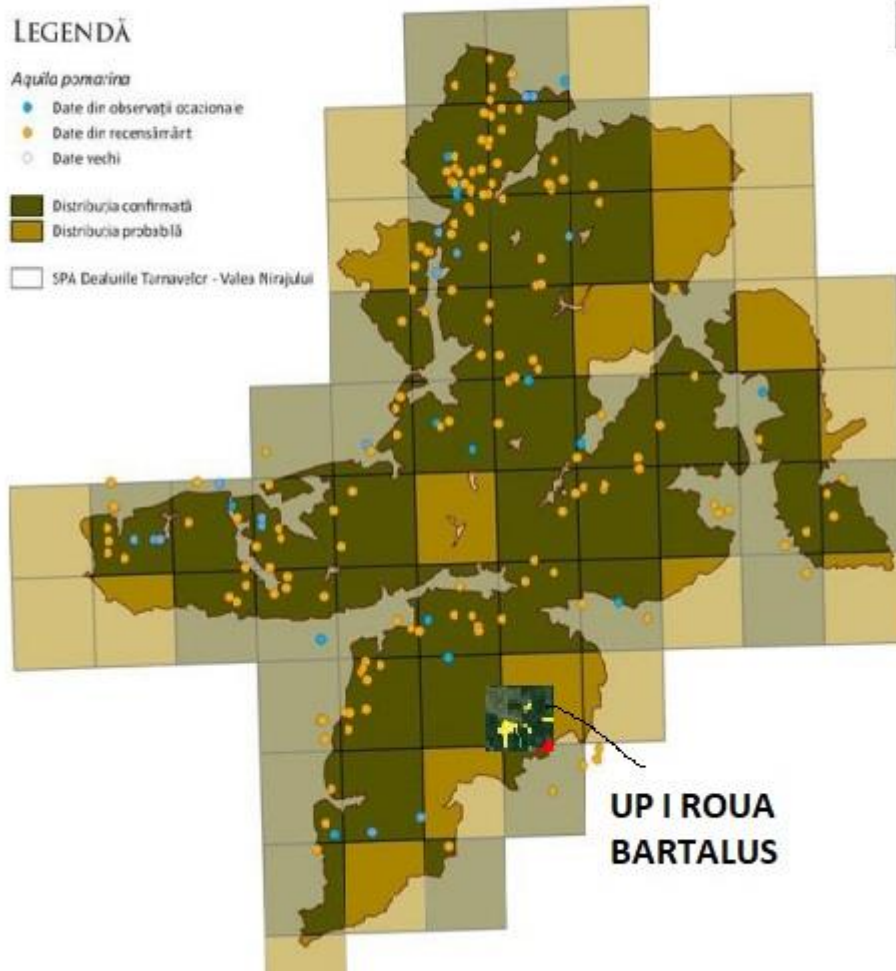 LEGENDĂ
Aquila pomarina
Date din observații ocazionale
Date din recensământ
Date vechi
Distribuția confirmată
Distribuția probabilă
SPA Dealurile Tarnavelor - Valea Nirajului
UP I ROUA
BARTALUS